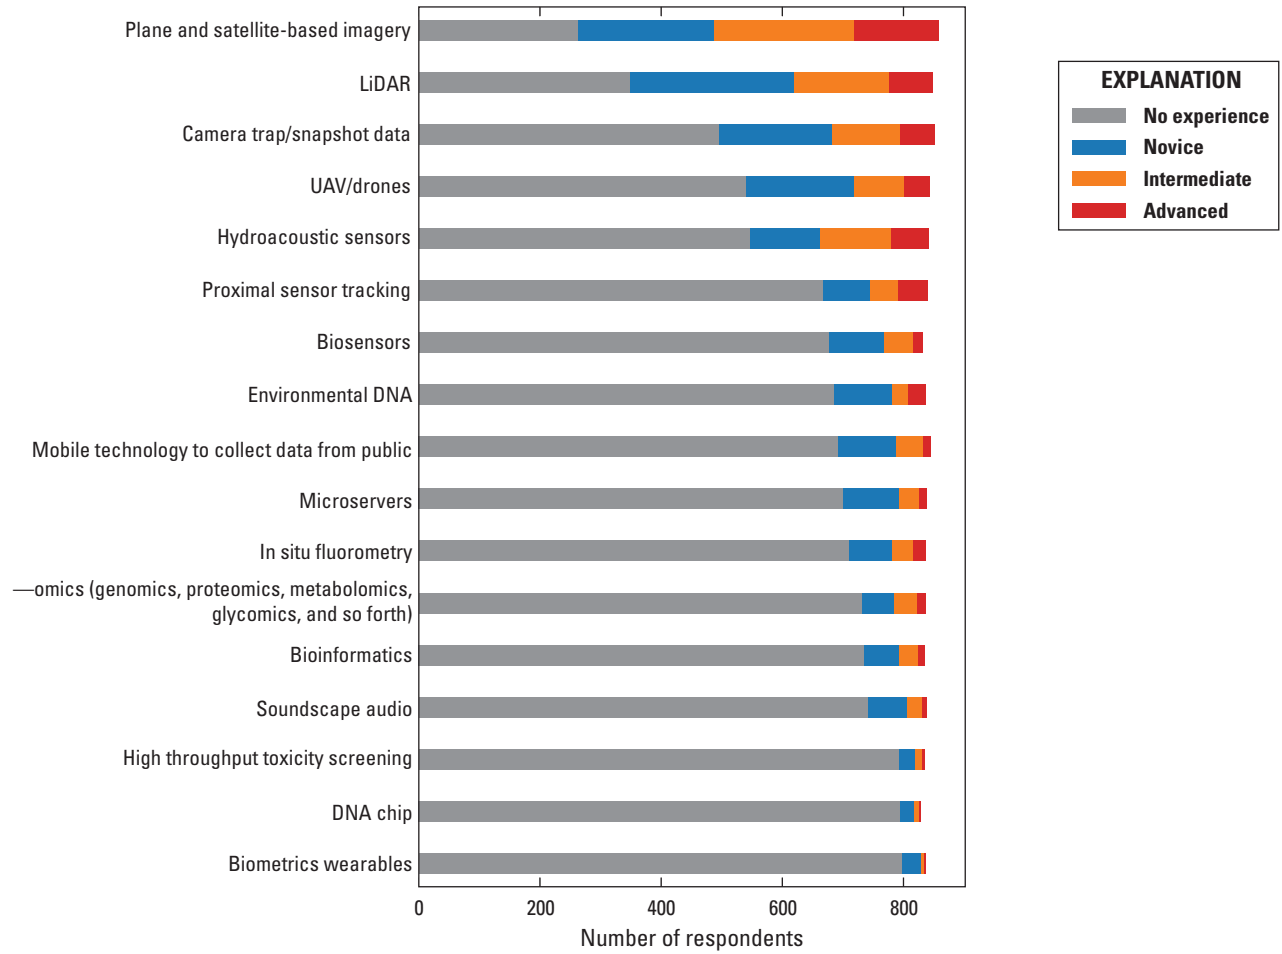 Plane and satellite-based imagery
LiDAR
Camera trap/snapshot data
UAV/drones
Hydroacoustic sensors
Proximal sensor tracking
Biosensors
Environmental DNA
Mobile technology to collect data from public
Microservers
In situ fluorometry
—omics (genomics, proteomics, metabolomics,
glycomics, and so forth)
Bioinformatics
Soundscape audio
High throughput toxicity screening
DNA chip
Biometrics wearables
0 200 400 600 800
Number of respondents
EXPLANATION
No experience
Novice
Intermediate
Advanced